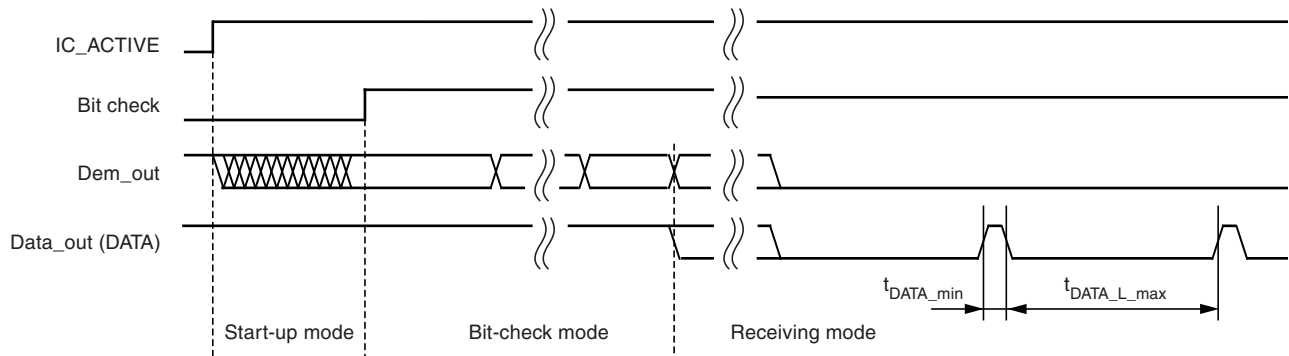 IC_ACTIVE
Bit check
Dem_out
Data_out (DATA)
tDATA_min
tDATA_L_max
Start-up mode
Bit-check mode
Receiving mode